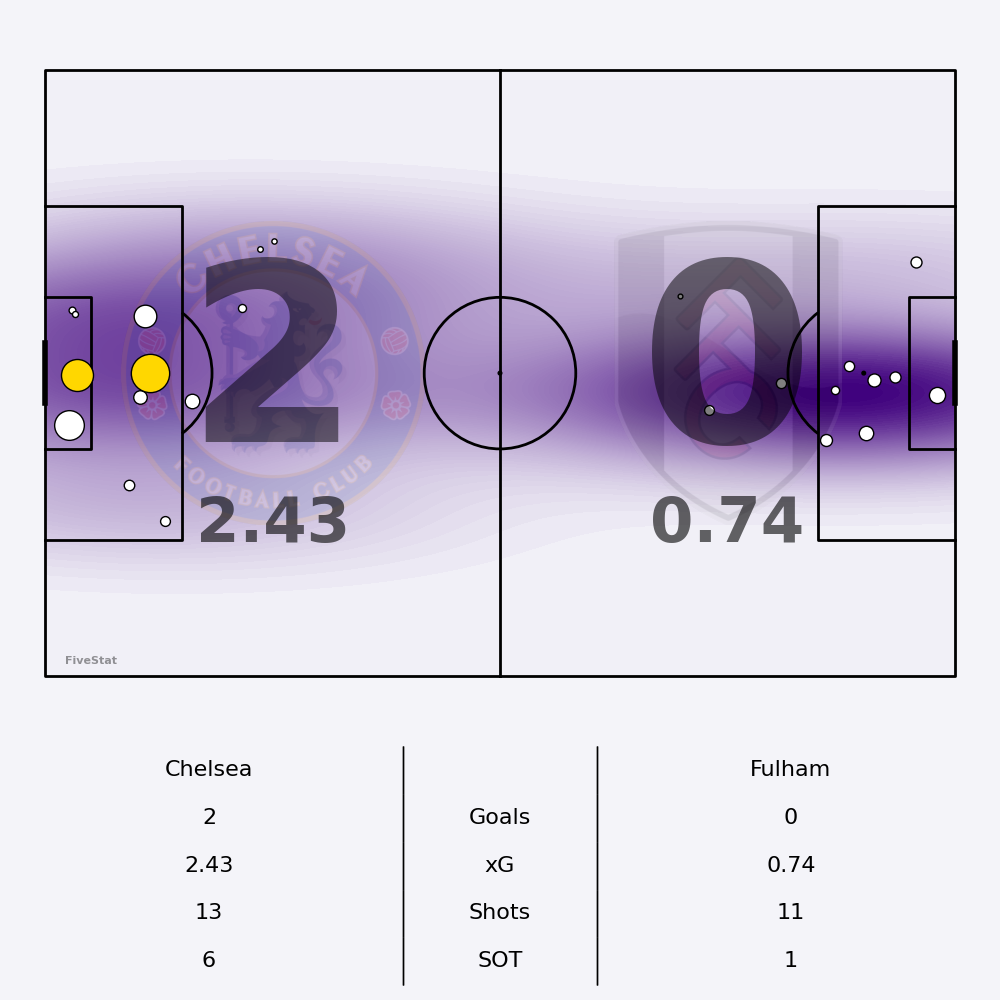 CHELSEA
FOOTBALL CLUB
2 0
2.43 0.74
FiveStat
Chelsea Fulham
2 Goals 0
2.43 xG 0.74
13 Shots 11
6 SOT 1